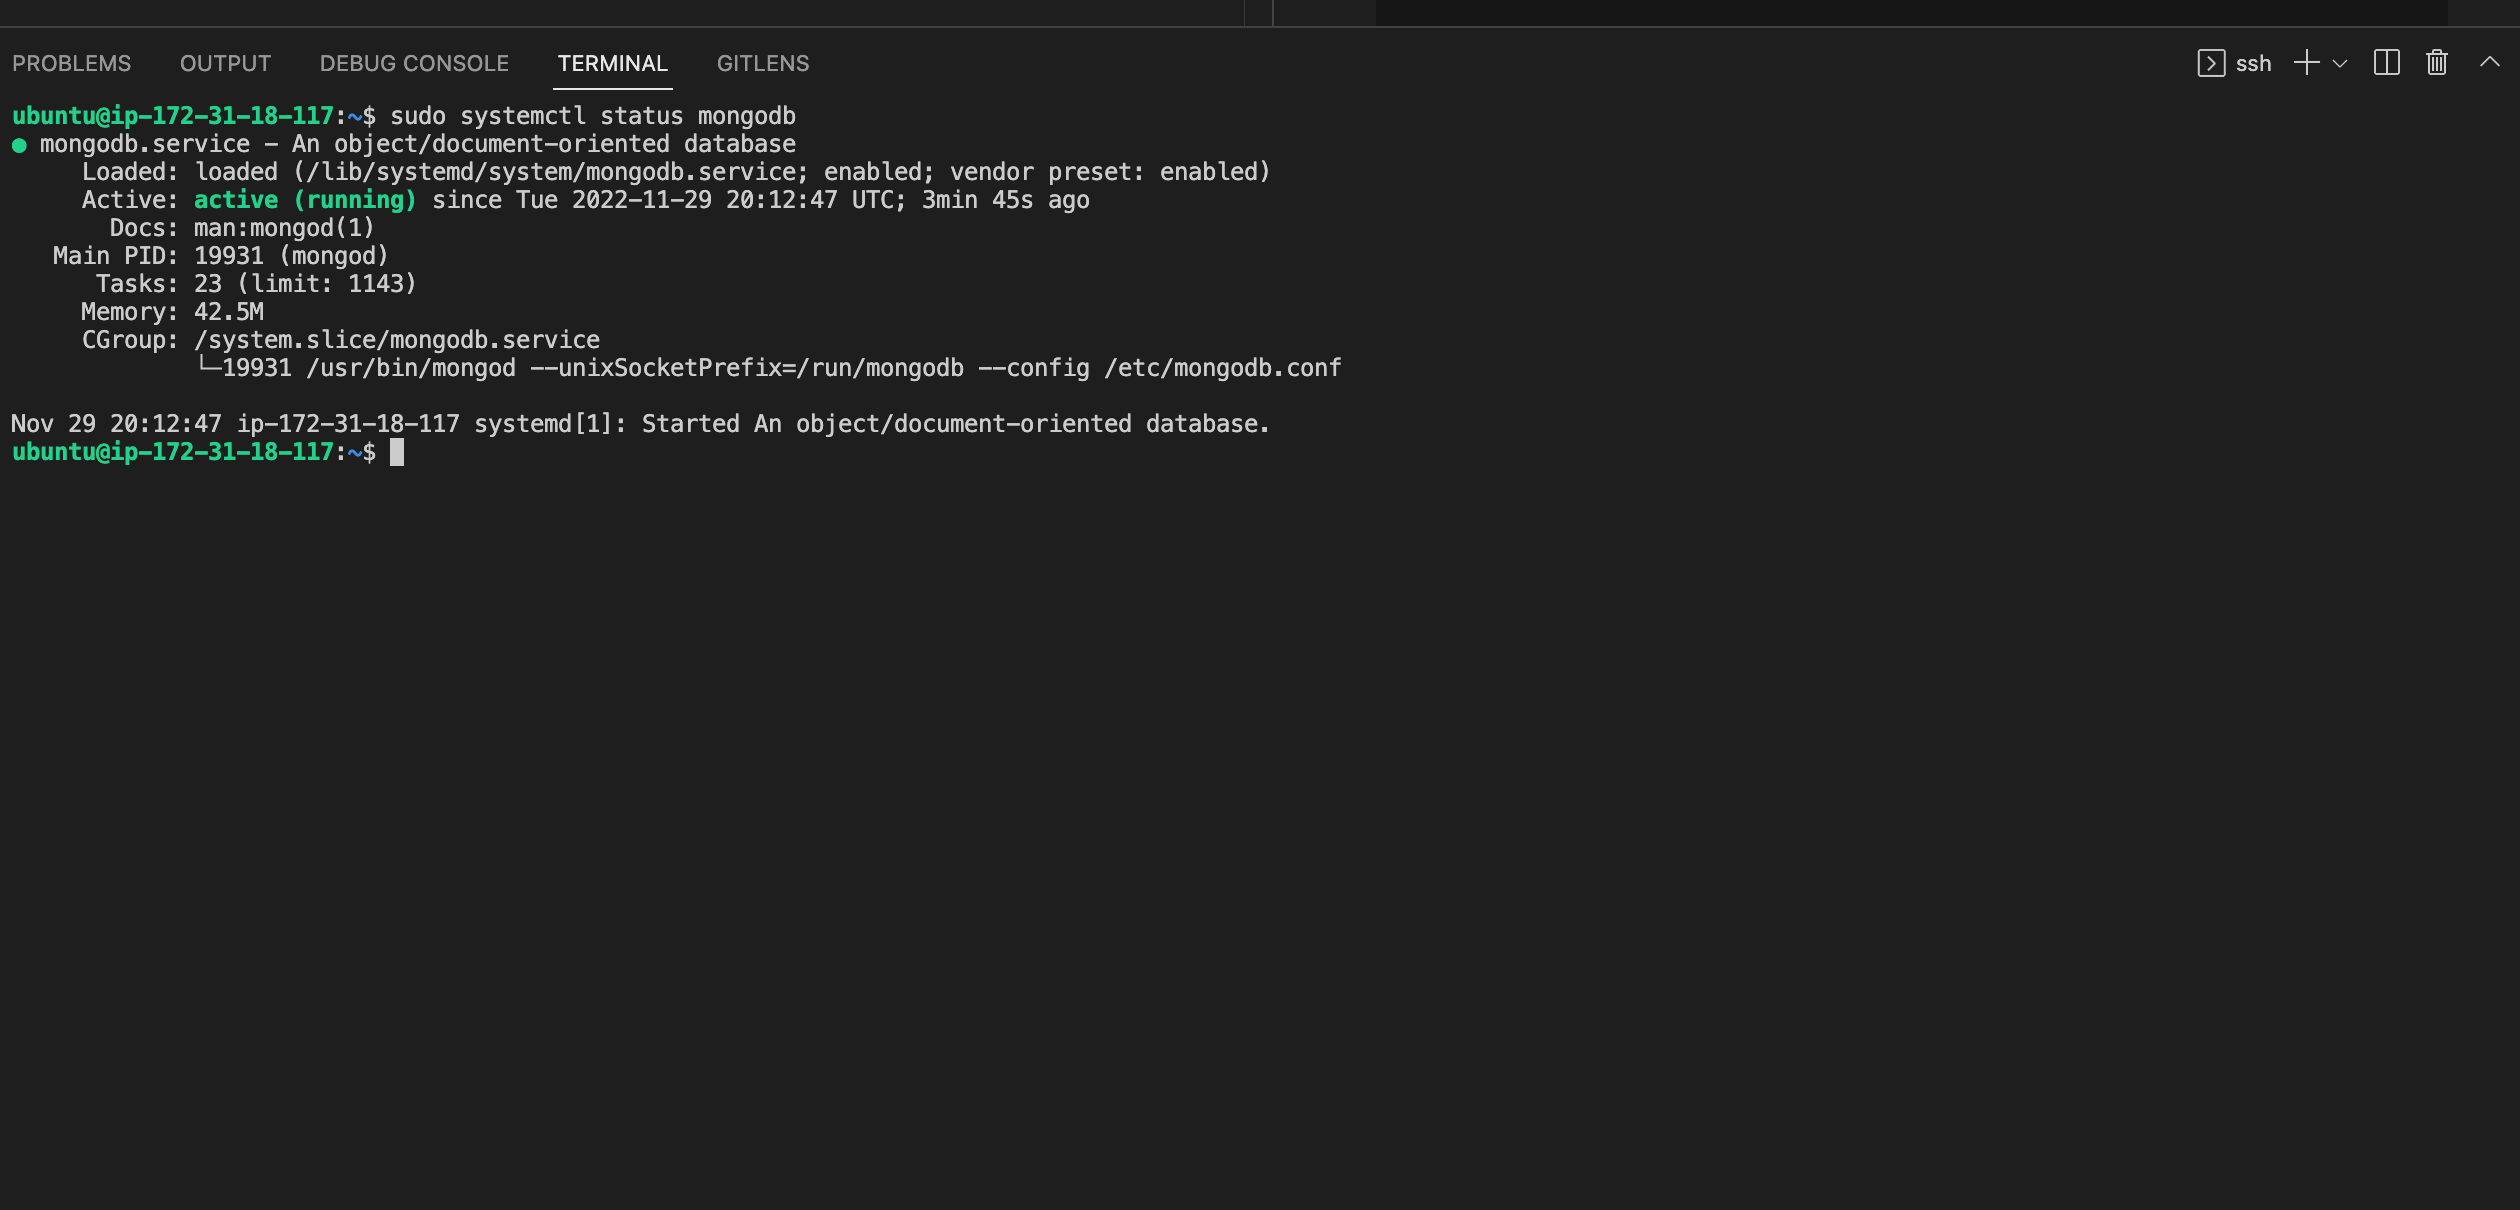 PROBLEMS OUTPUT DEBUG CONSOLE TERMINAL GITLENS ssh
ubuntu@ip-172-31-18-117:~$ sudo systemctl status mongodb
● mongodb.service - An object/document-oriented database
     Loaded: loaded (/lib/systemd/system/mongodb.service; enabled; vendor preset: enabled)
     Active: active (running) since Tue 2022-11-29 20:12:47 UTC; 3min 45s ago
       Docs: man:mongod(1)
   Main PID: 19931 (mongod)
      Tasks: 23 (limit: 1143)
     Memory: 42.5M
     CGroup: /system.slice/mongodb.service
             └─19931 /usr/bin/mongod --unixSocketPrefix=/run/mongodb --config /etc/mongodb.conf

Nov 29 20:12:47 ip-172-31-18-117 systemd[1]: Started An object/document-oriented database.
ubuntu@ip-172-31-18-117:~$